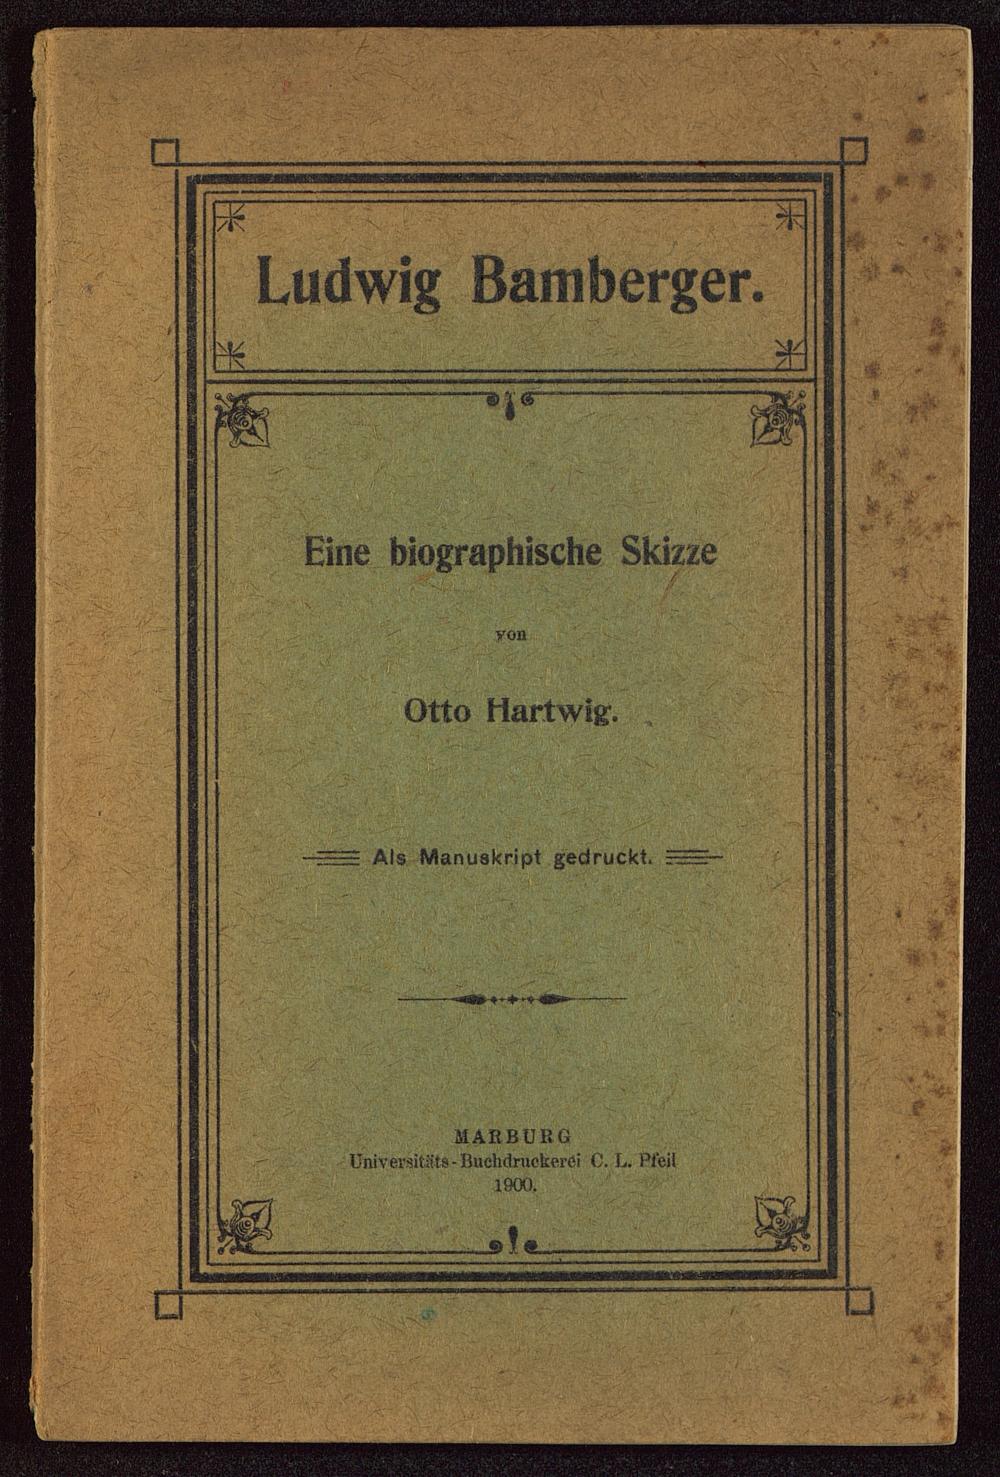 Ludwig Bamberger.
Eine biographische Skizze
von
Otto Hartwig.
Als Manuskript gedruckt.
MARBURG
Universitäts-Buchdruckerei C. L. Pfeil
1900.